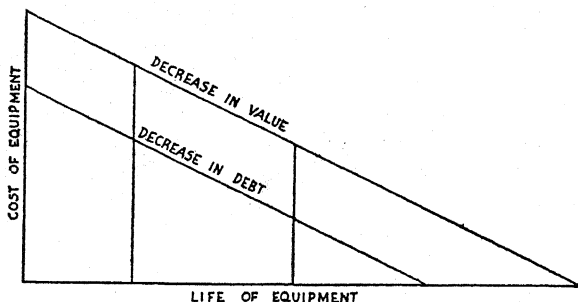 DECREASE IN VALUE
DECREASE IN DEBT
COST OF EQUIPMENT
LIFE OF EQUIPMENT